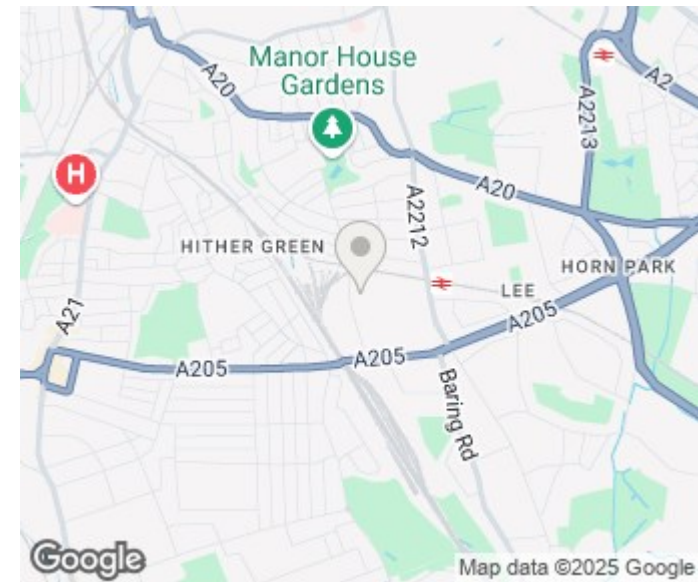 Manor House
Gardens
A20
A2
A2213
A20
A2212
H
HITHER GREEN
HORN PARK
LEE
A21
A205
A205
A205
Baring Rd
Google
Map data ©2025 Google